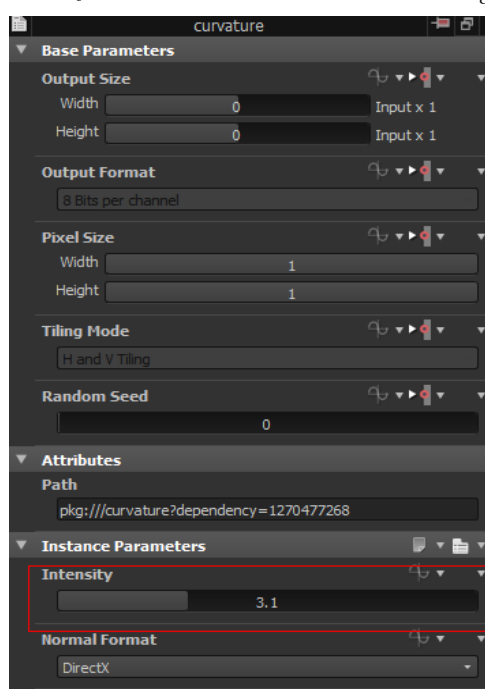 curvature
Base Parameters
Output Size
Width 0 Input x 1
Height 0 Input x 1
Output Format
8 Bits per channel
Pixel Size
Width 1
Height 1
Tiling Mode
H and V Tiling
Random Seed
0
Attributes
Path
pkg:///curvature?dependency=1270477268
Instance Parameters
Intensity
3.1
Normal Format
DirectX